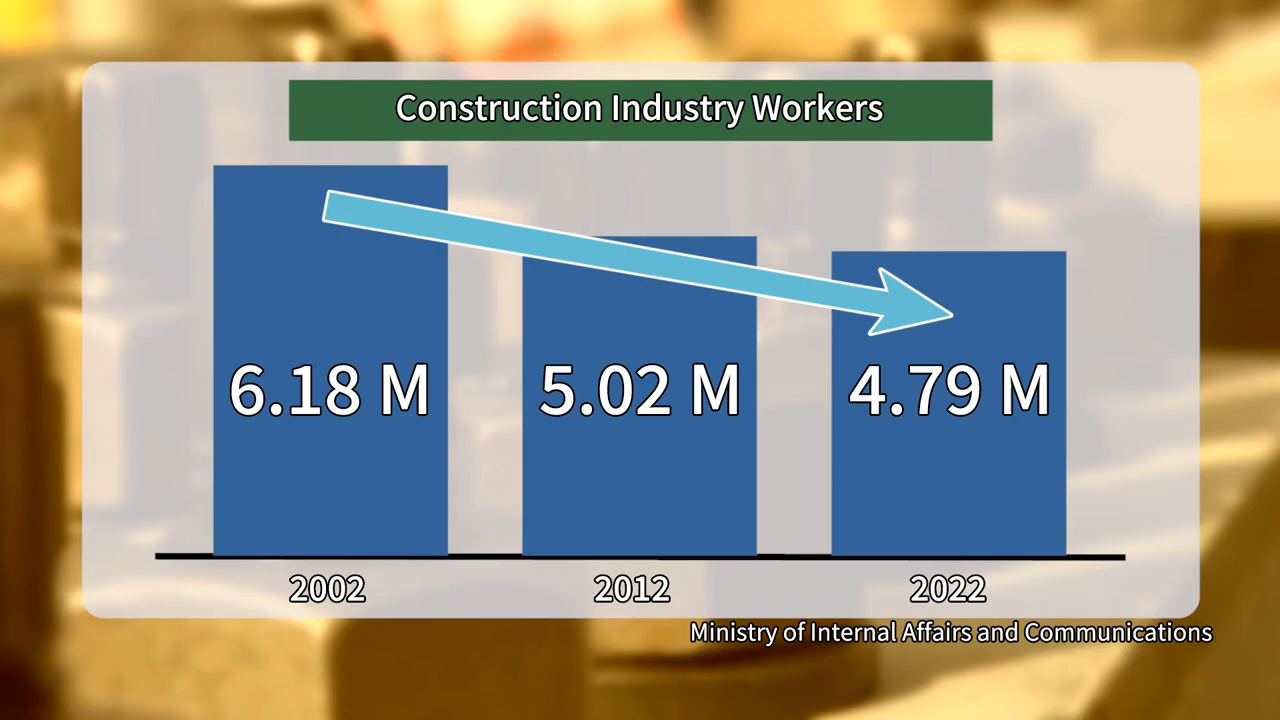 Construction Industry Workers
6.18 M
5.02 M
4.79 M
2002
2012
2022
Ministry of Internal Affairs and Communications